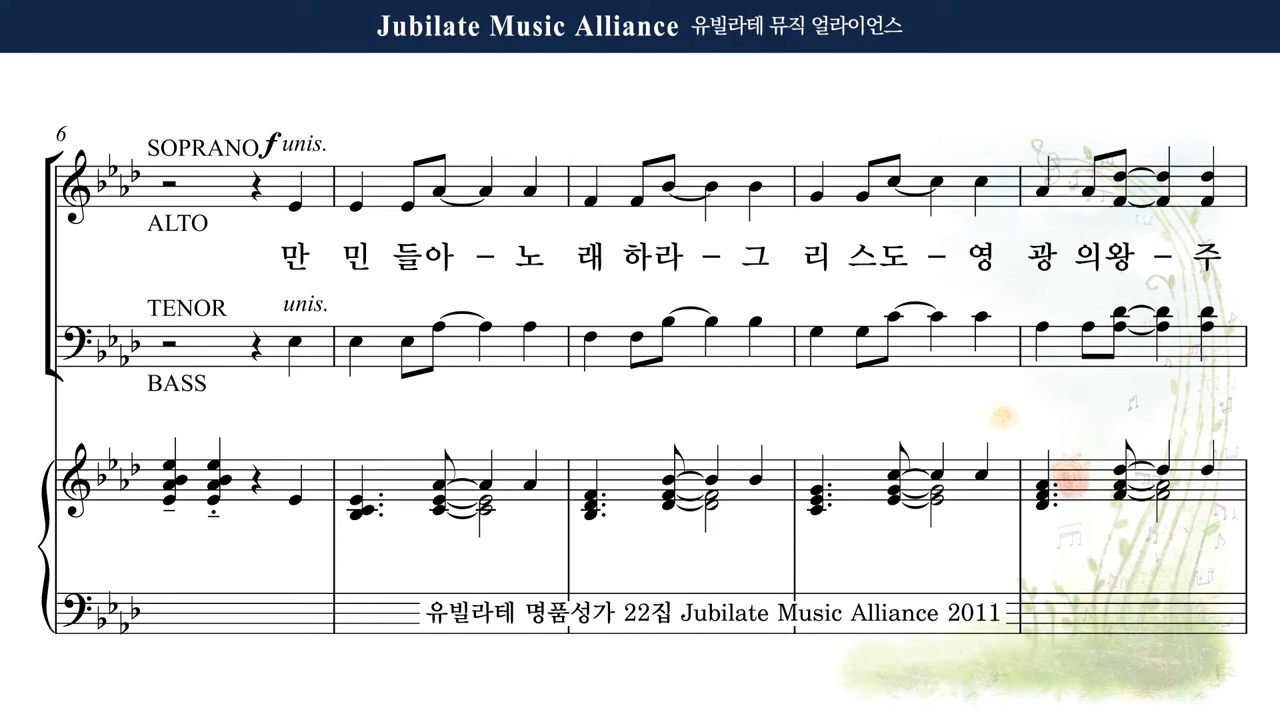 Jubilate Music Alliance 유빌라테 뮤직 얼라이언스
6
SOPRANO f unis.
ALTO
만 민 들아 - 노 래 하라 - 그 리 스도 - 영 광 의왕 - 주
TENOR unis.
BASS
유빌라테 명품성가 22집 Jubilate Music Alliance 2011